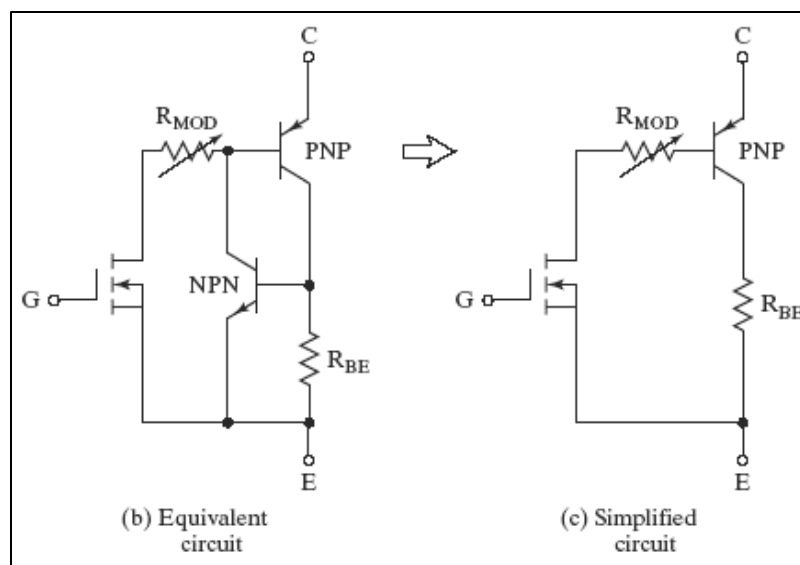 C
R_MOD
PNP
NPN
G
R_BE
E
(b) Equivalent
circuit
C
R_MOD
PNP
G
R_BE
E
(c) Simplified
circuit